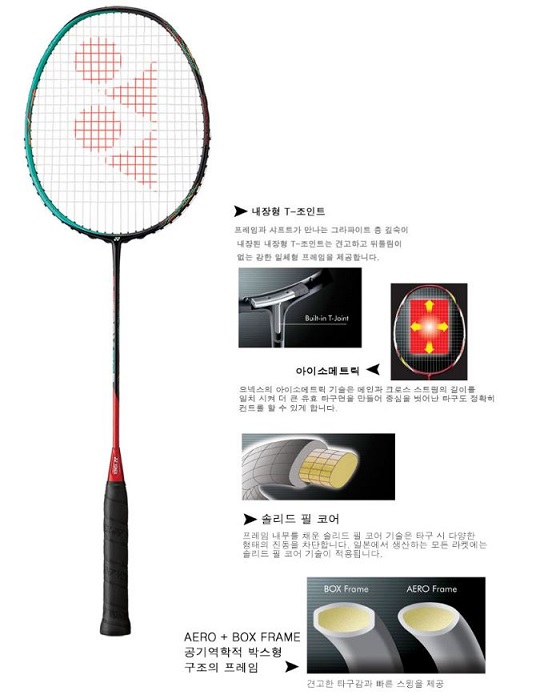 내장형 T-조인트
프레임과 샤프트가 만나는 그라파이트 층 깊숙이
내장된 내장형 T-조인트는 견고하고 뒤틀림이
없는 강한 일체형 프레임을 제공합니다.
Built-in T-Joint
아이소메트릭
요넥스의 아이소메트릭 기술은 메인과 크로스 스트링의 길이를
일치 시켜 더 큰 유효 타구면을 만들어 중심을 벗어난 타구도 정확히
컨트롤 할 수 있게 합니다.
솔리드 필 코어
프레임 내부를 채운 솔리드 필 코어 기술은 타구 시 다양한
형태의 진동을 차단합니다. 일본에서 생산하는 모든 라켓에는
솔리드 필 코어 기술이 적용됩니다.
BOX Frame
AERO Frame
AERO + BOX FRAME
공기역학적 박스형
구조의 프레임
견고한 타구감과 빠른 스윙을 제공